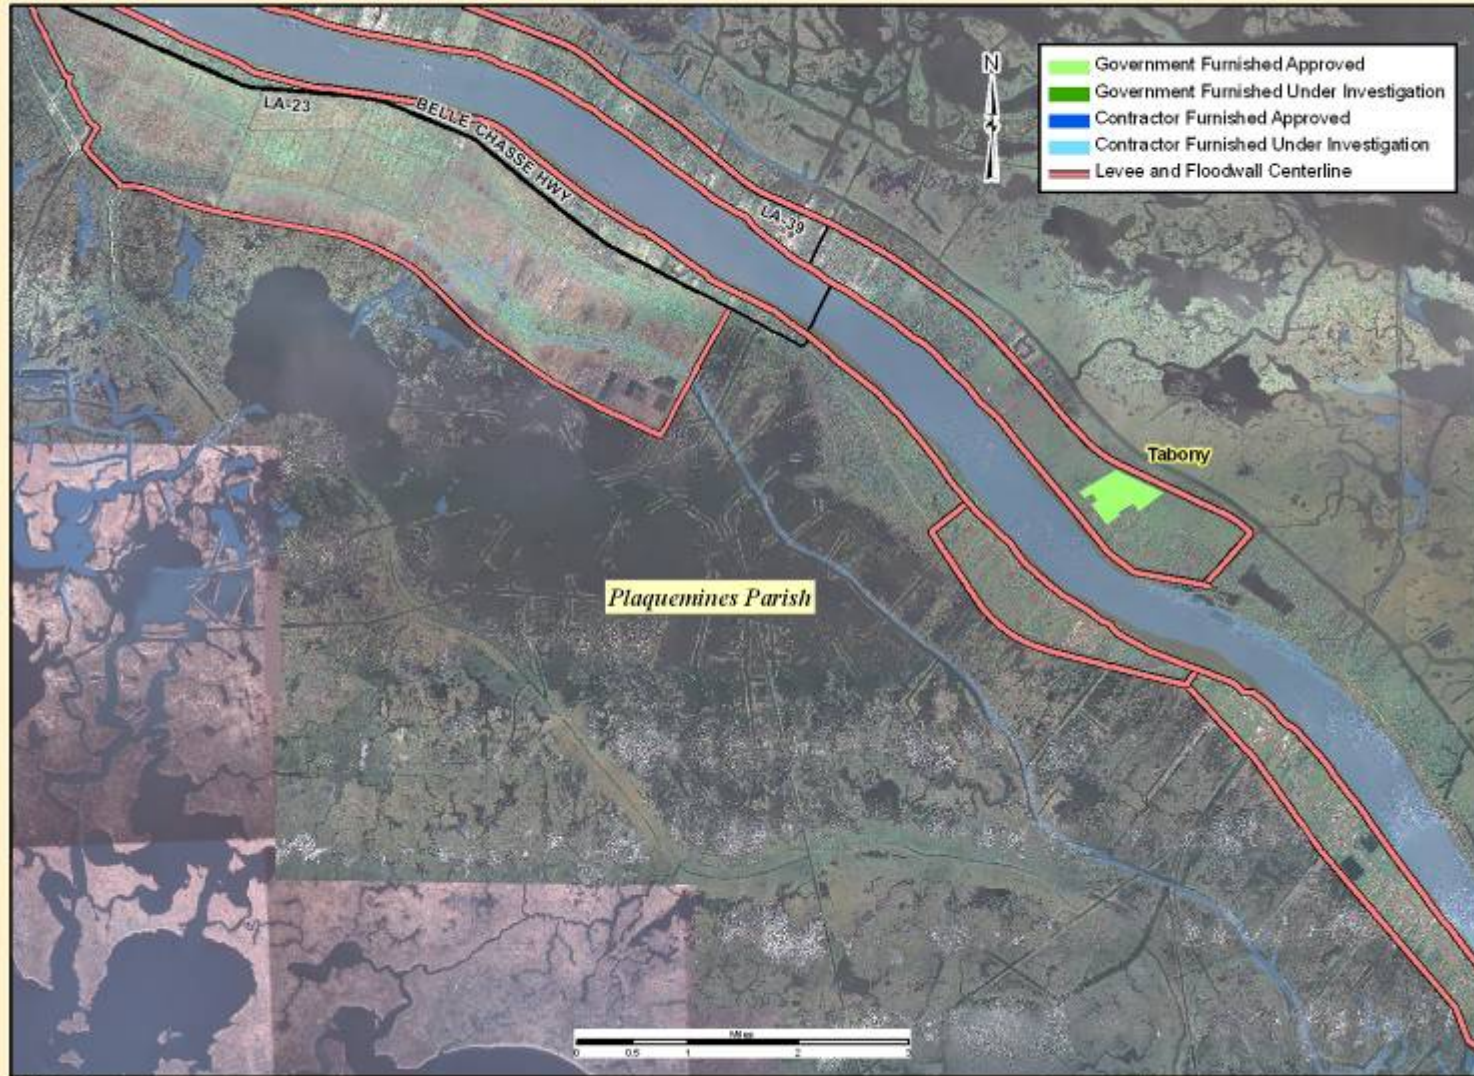 N
Government Furnished Approved
Government Furnished Under Investigation
Contractor Furnished Approved
Contractor Furnished Under Investigation
Levee and Floodwall Centerline
LA-23
BELLE CHASSE HWY
LA-39
Tabony
Plaquemines Parish
Miles
0 0.5 1 2 3